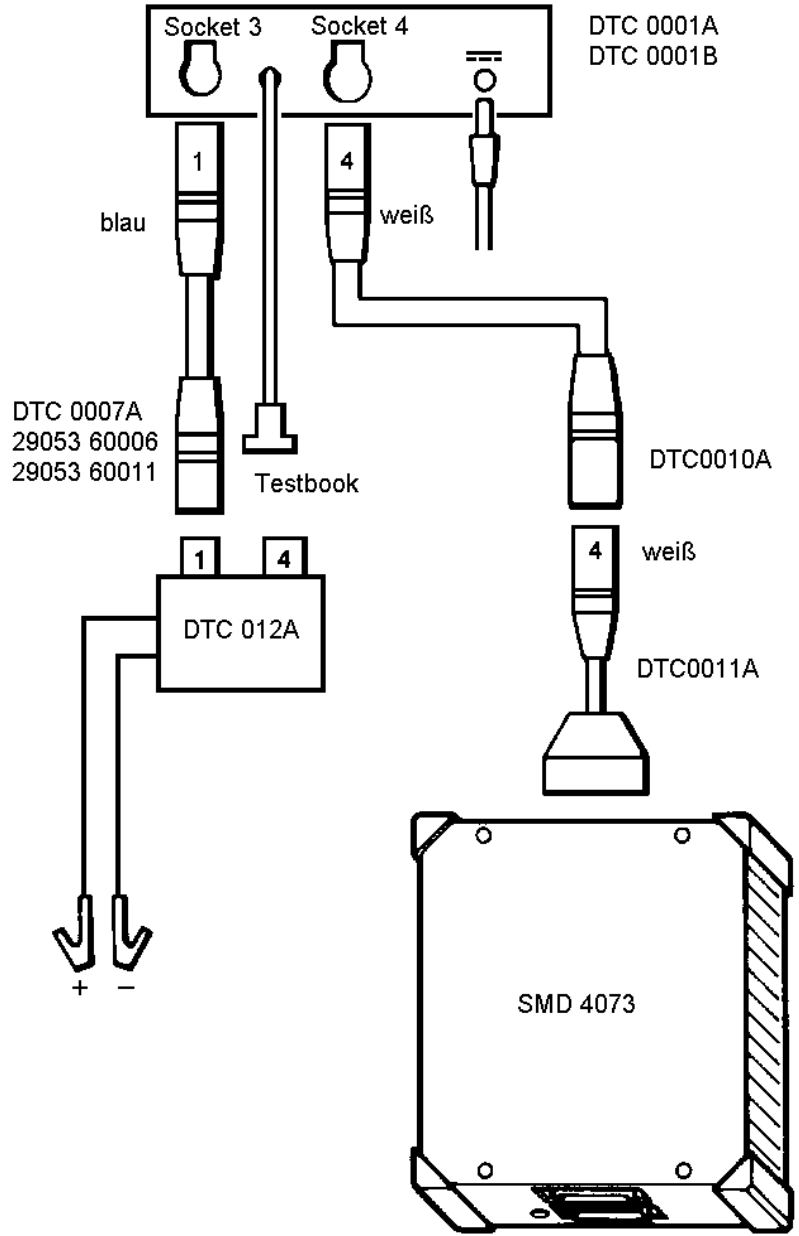 Socket 3
Socket 4
DTC 0001A
DTC 0001B
1
4
blau
weiß
DTC 0007A
29053 60006
29053 60011
Testbook
DTC0010A
1
4
4
weiß
DTC 012A
DTC0011A
+
–
SMD 4073